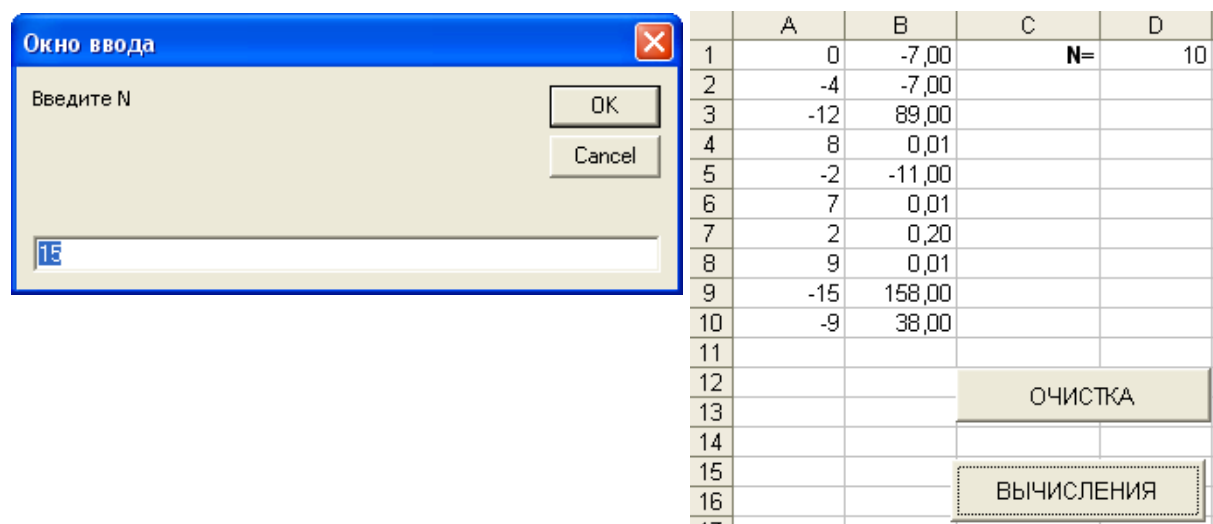 Окно ввода
Введите N
OK
Cancel
15
A B C D
1 0 -7,00 N= 10
2 -4 -7,00
3 -12 89,00
4 8 0,01
5 -2 -11,00
6 7 0,01
7 2 0,20
8 9 0,01
9 -15 158,00
10 -9 38,00
11
12
ОЧИСТКА
13
14
15
ВЫЧИСЛЕНИЯ
16